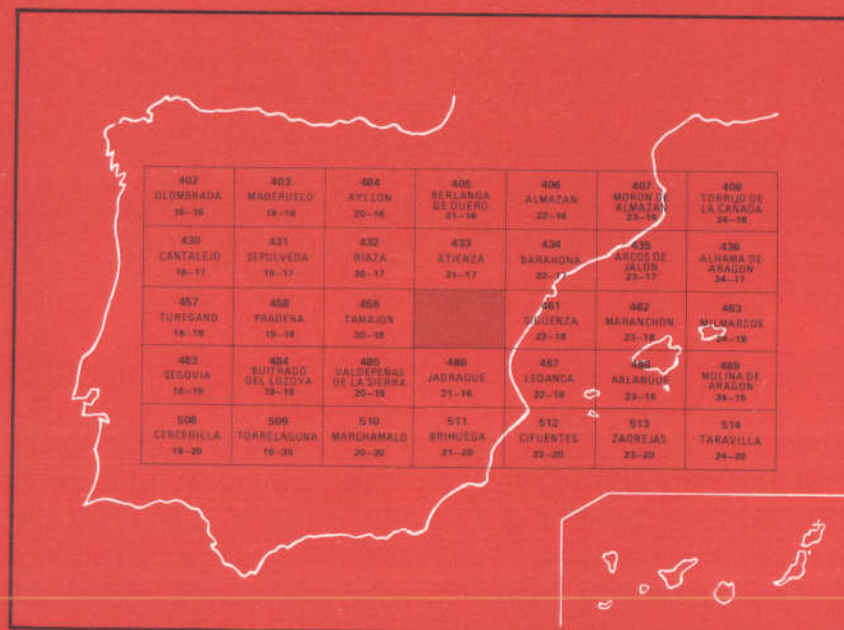 402
OLOMBRADA
18-16
403
MADERUELO
19-16
404
AYLLON
20-16
405
BERLANGA
DE DUERO
21-16
406
ALMAZAN
22-16
407
MORON DE
ALMAZAN
23-16
408
TORRIJO DE
LA CAÑADA
24-16
430
CANTALEJO
18-17
431
SEPULVEDA
19-17
432
RIAZA
20-17
433
ATIENZA
21-17
434
BARAHONA
22-17
435
ARCOS DE
JALON
23-17
436
ALHAMA DE
ARAGON
24-17
457
TUREGANO
18-18
458
PRADENA
19-18
459
TAMAJON
20-18
461
SIGUENZA
22-18
462
MARANCHON
23-18
463
MILMARCOS
24-18
483
SEGOVIA
18-19
484
BUITRAGO
DEL LOZOYA
19-19
485
VALDEPEÑAS
DE LA SIERRA
20-19
486
JADRAQUE
21-19
487
LEDANCA
22-19
488
ABLANQUE
23-19
489
MOLINA DE
ARAGON
24-19
508
CERCEDILLA
18-20
509
TORRELAGUNA
19-20
510
MARCHAMALO
20-20
511
BRIHUEGA
21-20
512
CIFUENTES
22-20
513
ZAOREJAS
23-20
514
TARAVILLA
24-20